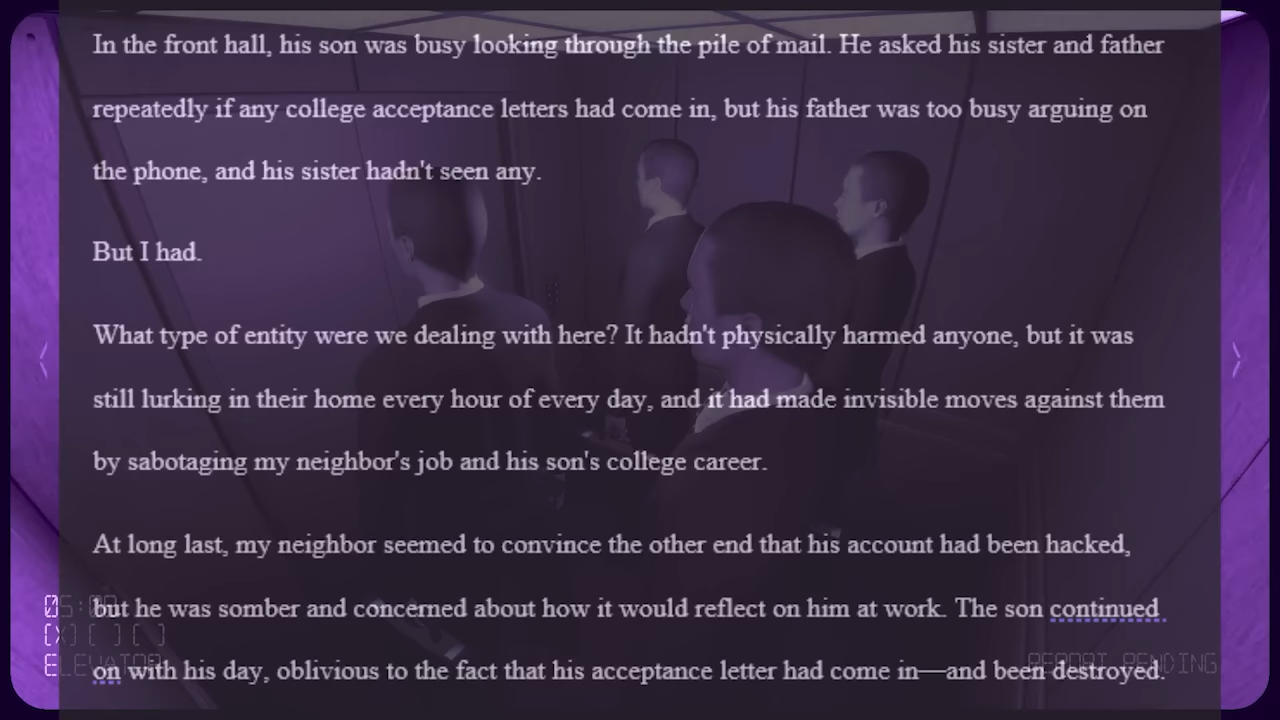 In the front hall, his son was busy looking through the pile of mail. He asked his sister and father
repeatedly if any college acceptance letters had come in, but his father was too busy arguing on
the phone, and his sister hadn't seen any.
But I had.
What type of entity were we dealing with here? It hadn't physically harmed anyone, but it was
still lurking in their home every hour of every day, and it had made invisible moves against them
by sabotaging my neighbor's job and his son's college career.
At long last, my neighbor seemed to convince the other end that his account had been hacked,
but he was somber and concerned about how it would reflect on him at work. The son continued
on with his day, oblivious to the fact that his acceptance letter had come in—and been destroyed.
[X] [ ] [ ]
ELEVATOR
REPORT PENDING